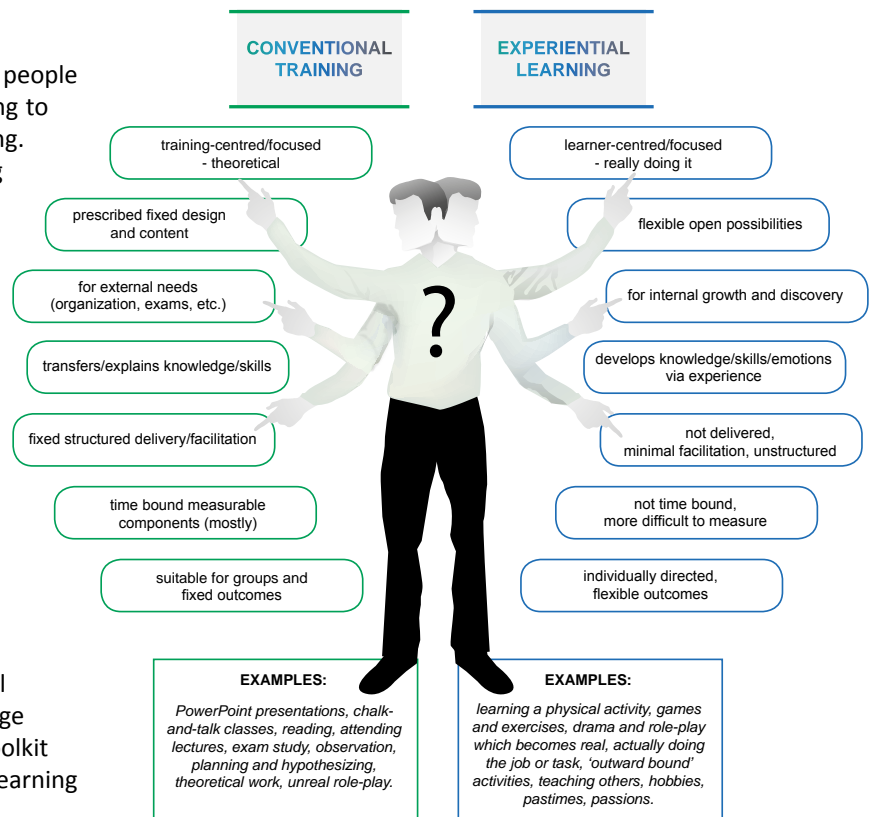 people
ng to
ng.
g
l
ge
olkit
earning
CONVENTIONAL
TRAINING
training-centred/focused
- theoretical
prescribed fixed design
and content
for external needs
(organization, exams, etc.)
transfers/explains knowledge/skills
fixed structured delivery/facilitation
time bound measurable
components (mostly)
suitable for groups and
fixed outcomes
EXAMPLES:
PowerPoint presentations, chalk-
and-talk classes, reading, attending
lectures, exam study, observation,
planning and hypothesizing,
theoretical work, unreal role-play.
?
EXPERIENTIAL
LEARNING
learner-centred/focused
- really doing it
flexible open possibilities
for internal growth and discovery
develops knowledge/skills/emotions
via experience
not delivered,
minimal facilitation, unstructured
not time bound,
more difficult to measure
individually directed,
flexible outcomes
EXAMPLES:
learning a physical activity, games
and exercises, drama and role-play
which becomes real, actually doing
the job or task, ‘outward bound’
activities, teaching others, hobbies,
pastimes, passions.